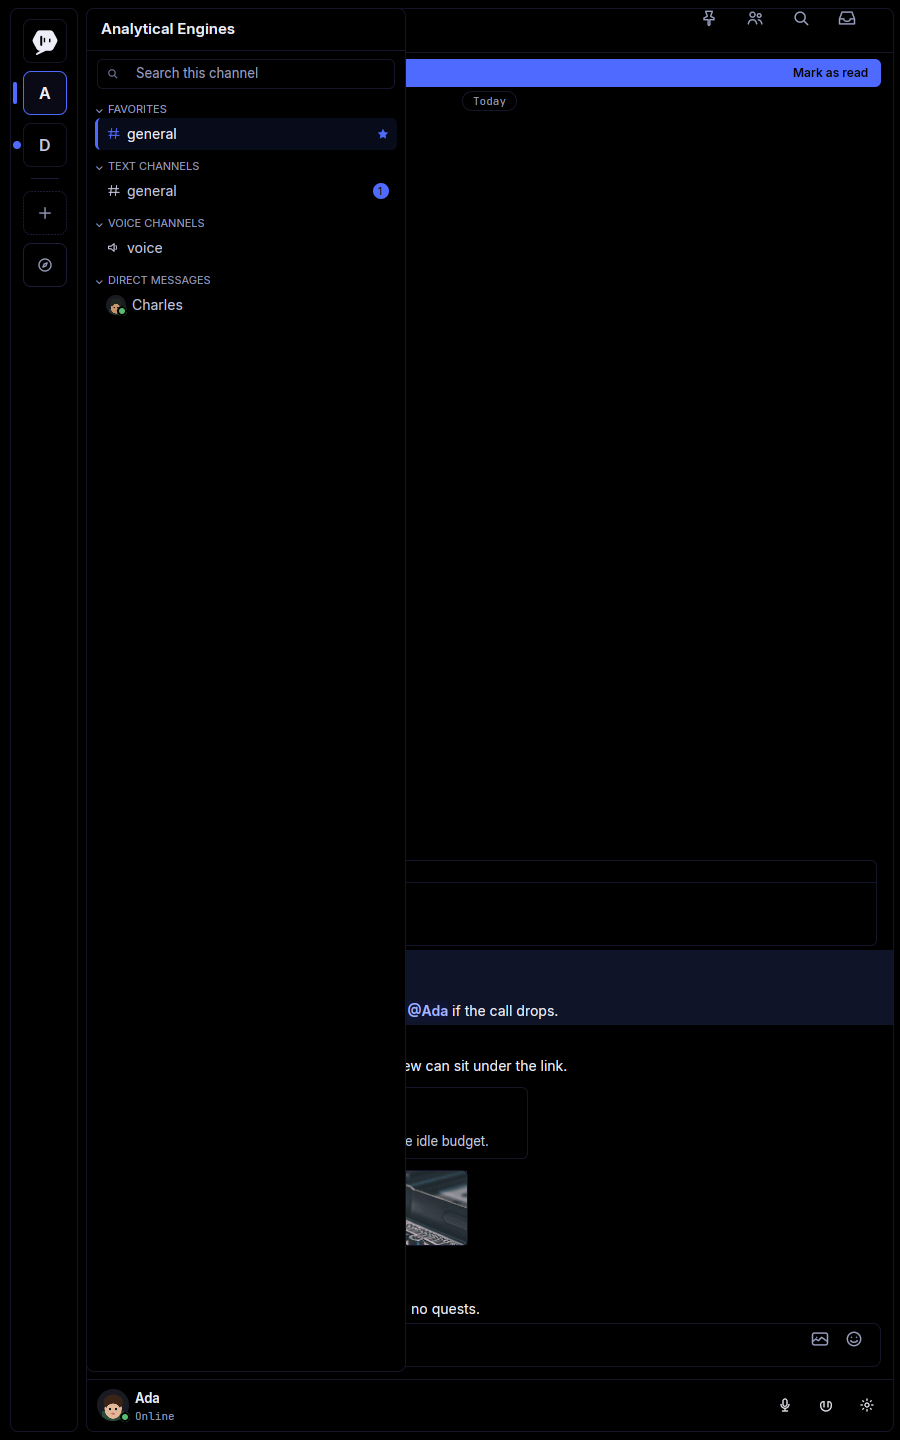 Analytical Engines
Search this channel
Mark as read
Today
A
D
FAVORITES
general
TEXT CHANNELS
general
1
VOICE CHANNELS
voice
DIRECT MESSAGES
Charles
@Ada if the call drops.
can sit under the link.
idle budget.
no quests.
Ada
Online